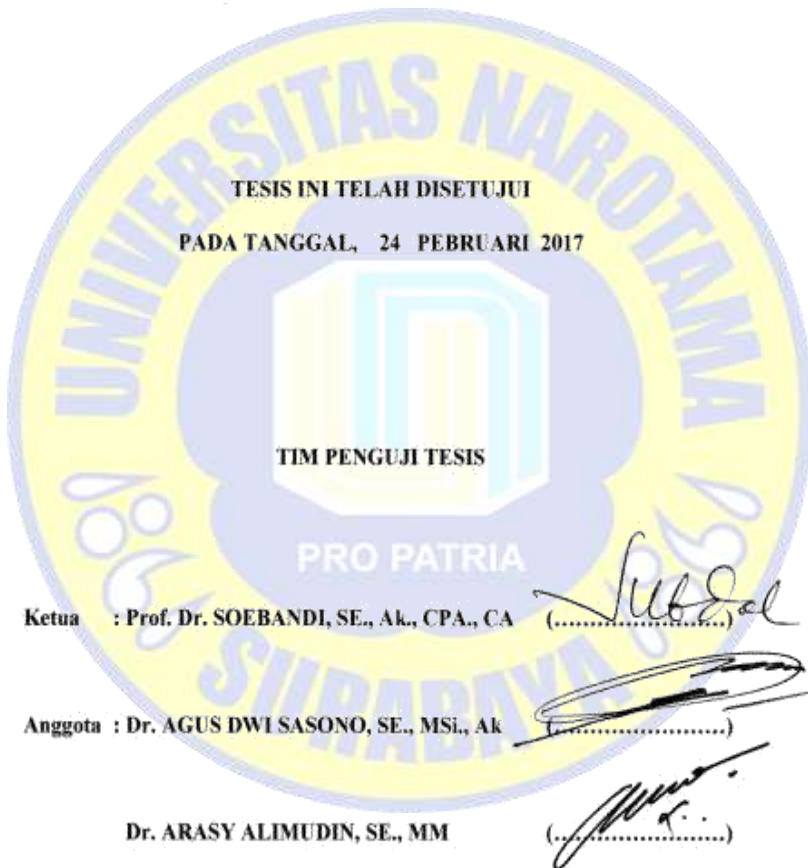 UNIVERSITAS NAROTAMA
TESIS INI TELAH DISETUJUI
PADA TANGGAL, 24 PEBRUARI 2017
TIM PENGUJI TESIS
PRO PATRIA
Ketua : Prof. Dr. SOEBANDI, SE., Ak., CPA., CA (........................)
SURABAYA
Anggota : Dr. AGUS DWI SASONO, SE., MSi., Ak (........................)
Dr. ARASY ALIMUDIN, SE., MM (........................)